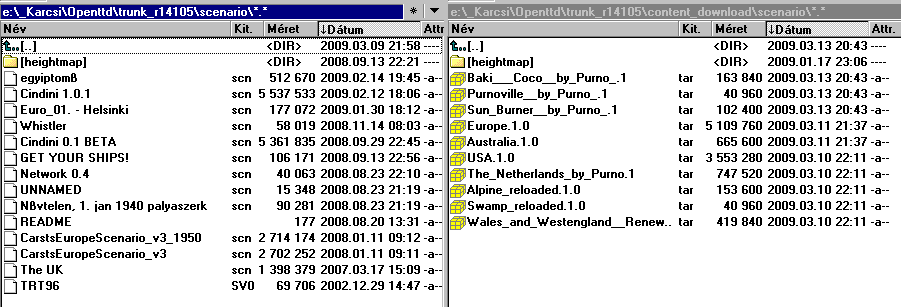 e:\_Karcsi\Openttd\trunk_r14105\scenario\*.*
Név Kit. Méret ↓Dátum Attr
[..] <DIR> 2009.03.09 21:58 ----
[heightmap] <DIR> 2008.09.13 22:21 ----
egyiptomß scn 512 670 2009.02.14 19:45 -a--
Cindini 1.0.1 scn 5 537 533 2009.02.12 18:06 -a--
Euro_01. - Helsinki scn 177 072 2009.01.30 18:12 -a--
Whistler scn 58 019 2008.11.14 08:03 -a--
Cindini 0.1 BETA scn 5 361 835 2008.09.29 22:45 -a--
GET YOUR SHIPS! scn 106 171 2008.09.13 22:56 -a--
Network 0.4 scn 40 063 2008.08.23 22:10 -a--
UNNAMED scn 15 348 2008.08.23 21:19 -a--
Nßvtelen, 1. jan 1940 palyaszerk scn 90 281 2008.08.23 21:19 -a--
README 177 2008.08.20 13:31 -a--
CarstsEuropeScenario_v3_1950 scn 2 714 174 2008.01.11 09:12 -a--
CarstsEuropeScenario_v3 scn 2 702 252 2008.01.11 09:08 -a--
The UK scn 1 398 379 2007.03.17 15:09 -a--
TRT96 SV0 69 706 2002.12.29 14:47 -a--
e:\_Karcsi\Openttd\trunk_r14105\content_download\scenario\*.*
Név Kit. Méret ↓Dátum Attr.
[..] <DIR> 2009.03.13 20:43 ----
[heightmap] <DIR> 2009.01.17 23:06 ----
Baki___Coco__by_Purno_.1 tar 163 840 2009.03.13 20:43 -a--
Purnoville__by_Purno_.1 tar 40 960 2009.03.13 20:43 -a--
Sun_Burner__by_Purno_.1 tar 102 400 2009.03.13 20:43 -a--
Europe.1.0 tar 5 109 760 2009.03.11 21:37 -a--
Australia.1.0 tar 665 600 2009.03.11 21:37 -a--
USA.1.0 tar 3 553 280 2009.03.10 22:11 -a--
The_Netherlands_by_Purno.1 tar 747 520 2009.03.10 22:11 -a--
Alpine_reloaded.1.0 tar 153 600 2009.03.10 22:11 -a--
Swamp_reloaded.1.0 tar 40 960 2009.03.10 22:11 -a--
Wales_and_Westengland__Renew.. tar 419 840 2009.03.10 22:11 -a--